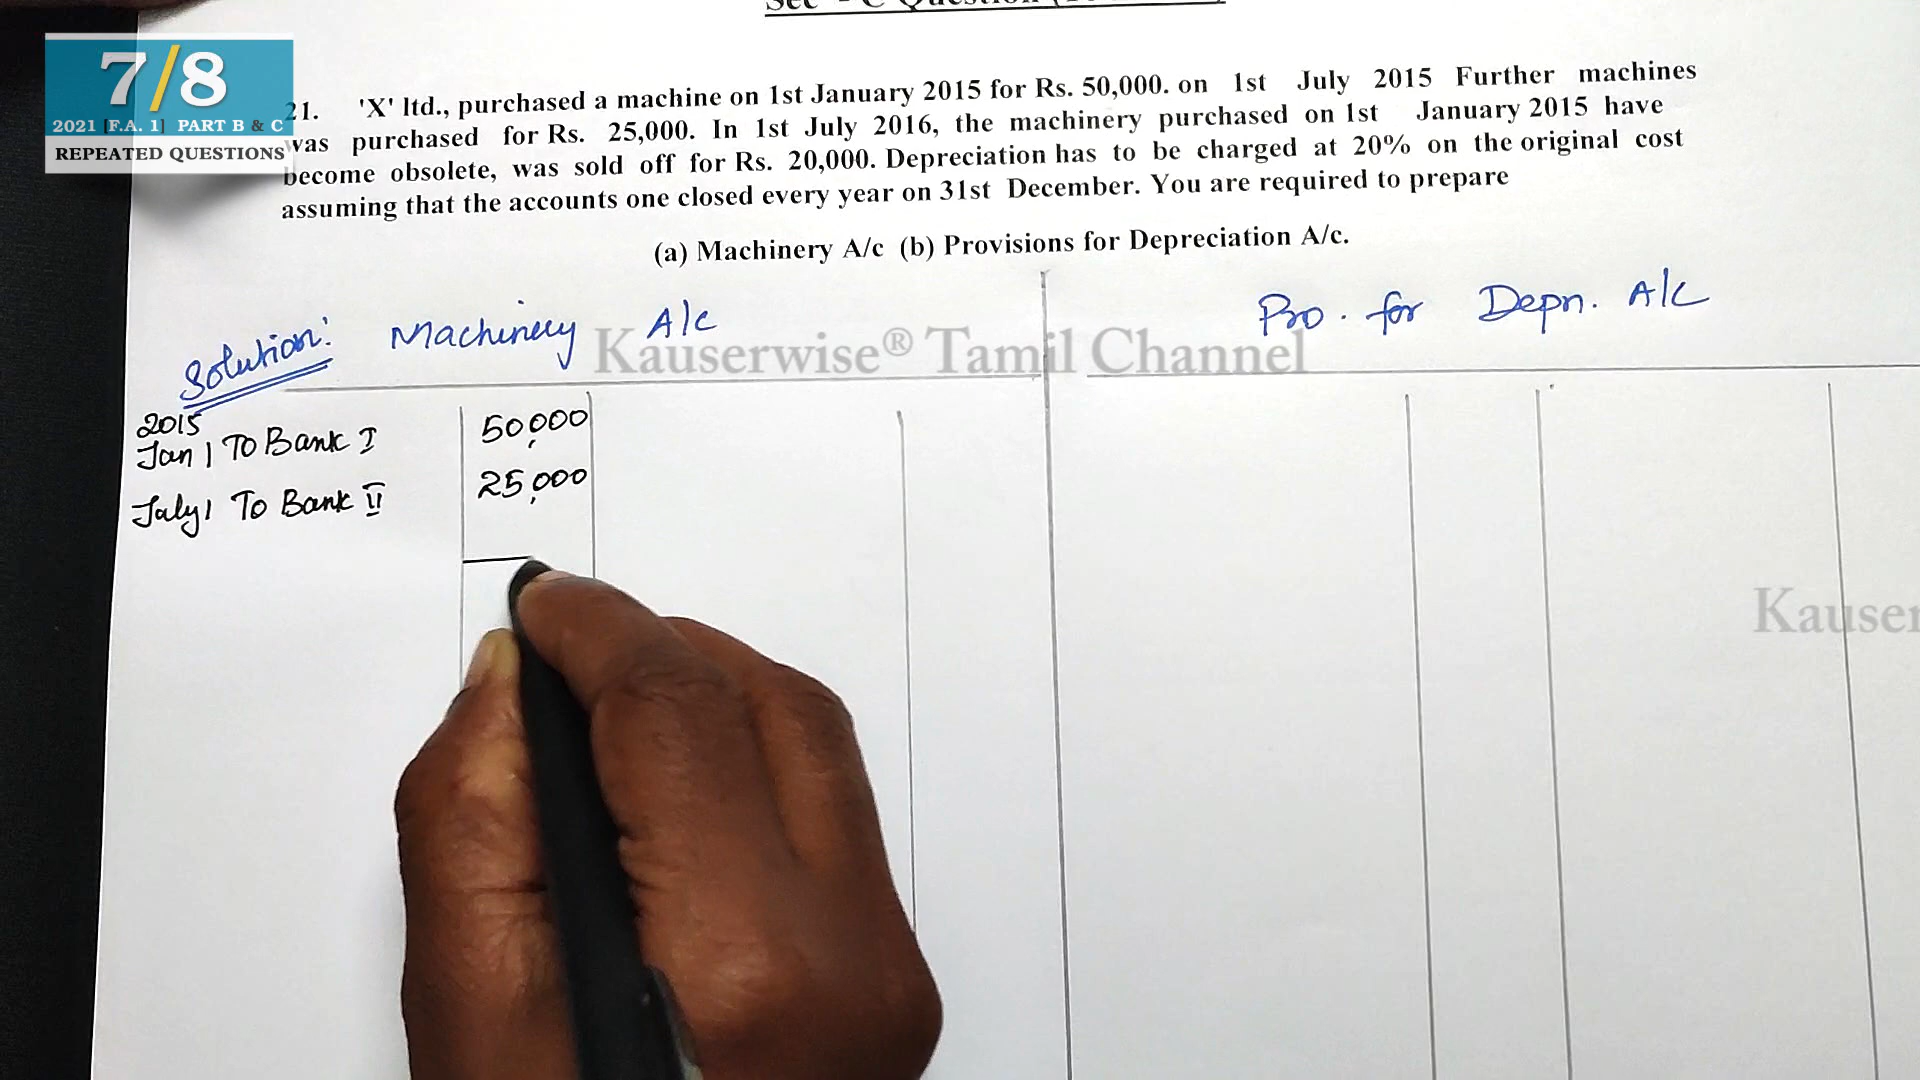 7/8
2021 [F.A. 1] PART B & C
REPEATED QUESTIONS
21. 'X' ltd., purchased a machine on 1st January 2015 for Rs. 50,000. on 1st July 2015 Further machines
was purchased for Rs. 25,000. In 1st July 2016, the machinery purchased on 1st January 2015 have
become obsolete, was sold off for Rs. 20,000. Depreciation has to be charged at 20% on the original cost
assuming that the accounts one closed every year on 31st December. You are required to prepare
(a) Machinery A/c (b) Provisions for Depreciation A/c.
Solution: Machinery A/c
Pro. for Depn. A/c
Kauserwise® Tamil Channel
2015
Jan 1 To Bank I 50,000
July 1 To Bank II 25,000